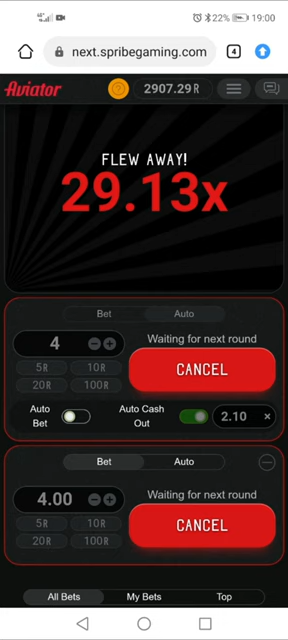 22% 19:00
next.spribegaming.com 4
Aviator ? 2907.29 R
FLEW AWAY!
29.13x
Bet Auto
4
Waiting for next round
5R 10R
20R 100R
CANCEL
Auto Bet
Auto Cash Out
2.10 ×
Bet Auto
4.00
Waiting for next round
5R 10R
20R 100R
CANCEL
All Bets My Bets Top